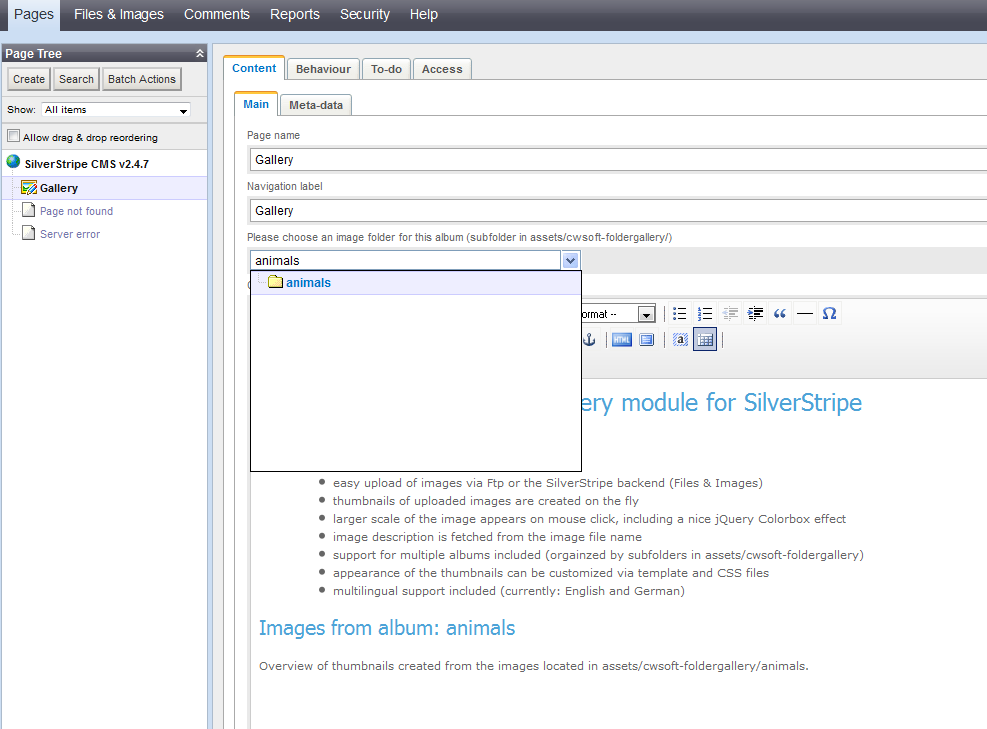 Pages Files & Images Comments Reports Security Help
Page Tree
Create Search Batch Actions
Show: All items
Allow drag & drop reordering
SilverStripe CMS v2.4.7
Gallery
Page not found
Server error
Content Behaviour To-do Access
Main Meta-data
Page name
Gallery
Navigation label
Gallery
Please choose an image folder for this album (subfolder in assets/cwsoft-foldergallery/)
animals
animals
ormat --
HTML
ery module for SilverStripe
easy upload of images via Ftp or the SilverStripe backend (Files & Images)
thumbnails of uploaded images are created on the fly
larger scale of the image appears on mouse click, including a nice jQuery Colorbox effect
image description is fetched from the image file name
support for multiple albums included (orgainzed by subfolders in assets/cwsoft-foldergallery)
appearance of the thumbnails can be customized via template and CSS files
multilingual support included (currently: English and German)
Images from album: animals
Overview of thumbnails created from the images located in assets/cwsoft-foldergallery/animals.